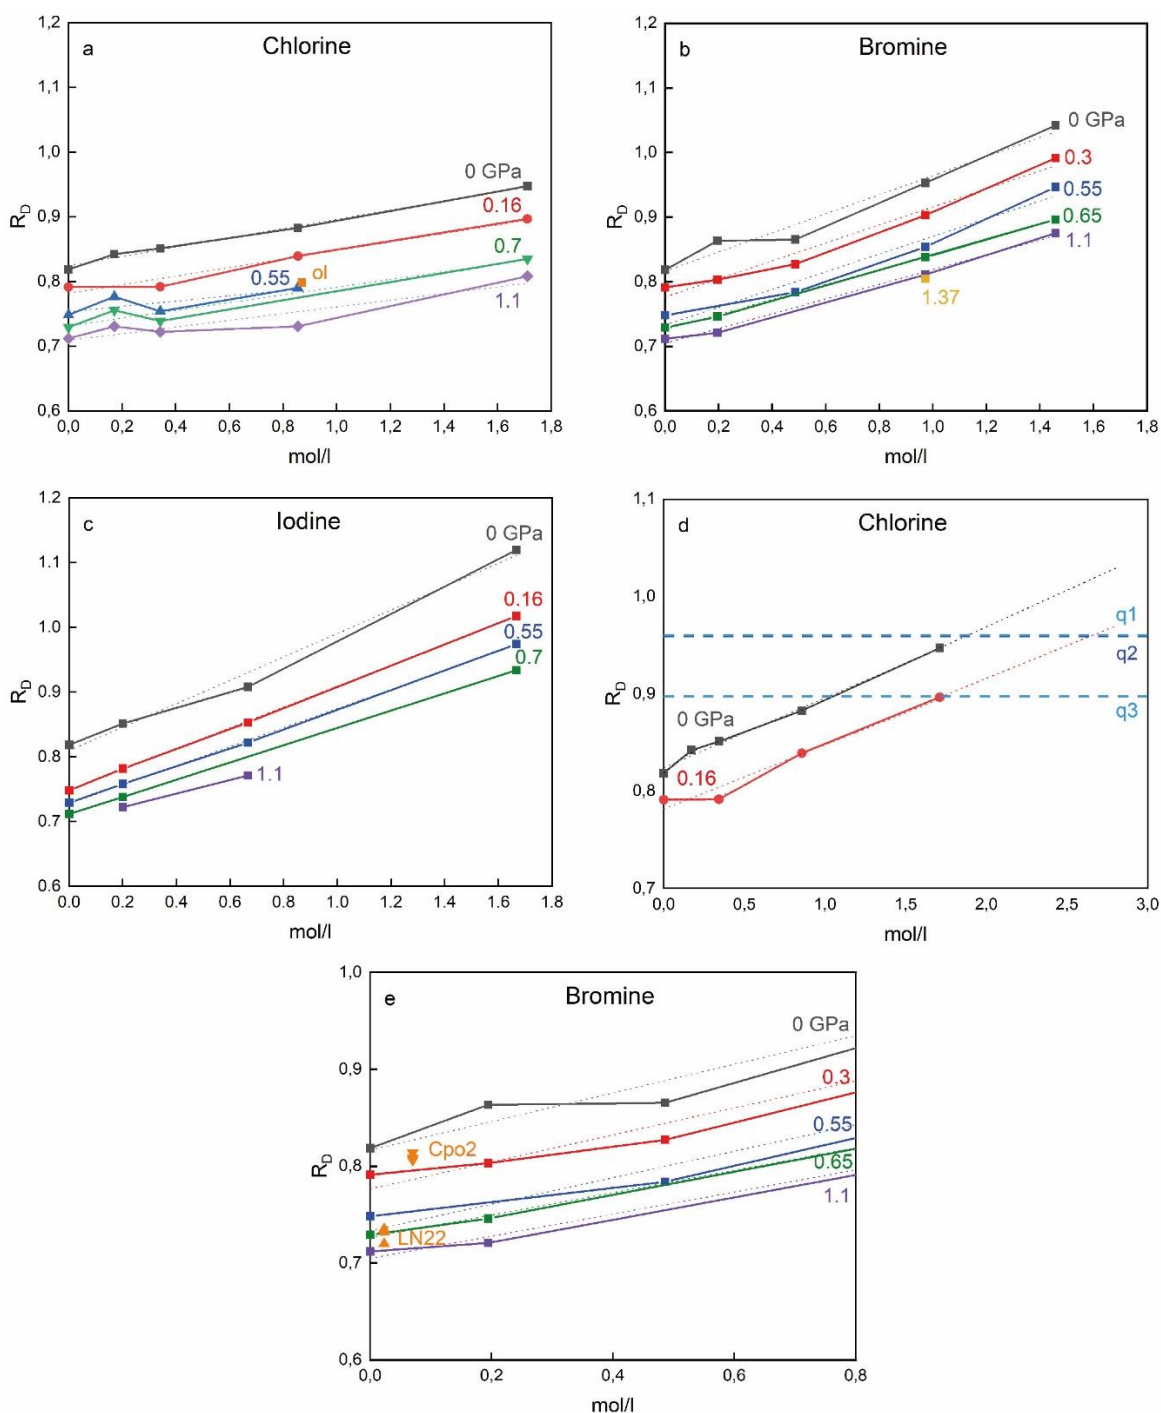 a
Chlorine
1,2
1,1
1,0
0,9
0,8
0,7
0,6
R_D
0 GPa
0.16
0.7
0.55
ol
1.1
0,0 0,2 0,4 0,6 0,8 1,0 1,2 1,4 1,6 1,8
mol/l
b
Bromine
1,2
1,1
1,0
0,9
0,8
0,7
0,6
R_D
0 GPa
0.3
0.55
0.65
1.1
1.37
0,0 0,2 0,4 0,6 0,8 1,0 1,2 1,4 1,6 1,8
mol/l
c
Iodine
1.2
1.1
1.0
0.9
0.8
0.7
0.6
R_D
0 GPa
0.16
0.55
0.7
1.1
0.0 0.2 0.4 0.6 0.8 1.0 1.2 1.4 1.6 1.8
mol/l
d
Chlorine
1,1
1,0
0,9
0,8
0,7
R_D
q1
q2
q3
0 GPa
0.16
0,0 0,5 1,0 1,5 2,0 2,5 3,0
mol/l
e
Bromine
1,0
0,9
0,8
0,7
0,6
R_D
0 GPa
0,3
0.55
0.65
1.1
Cpo2
LN22
0,0 0,2 0,4 0,6 0,8
mol/l